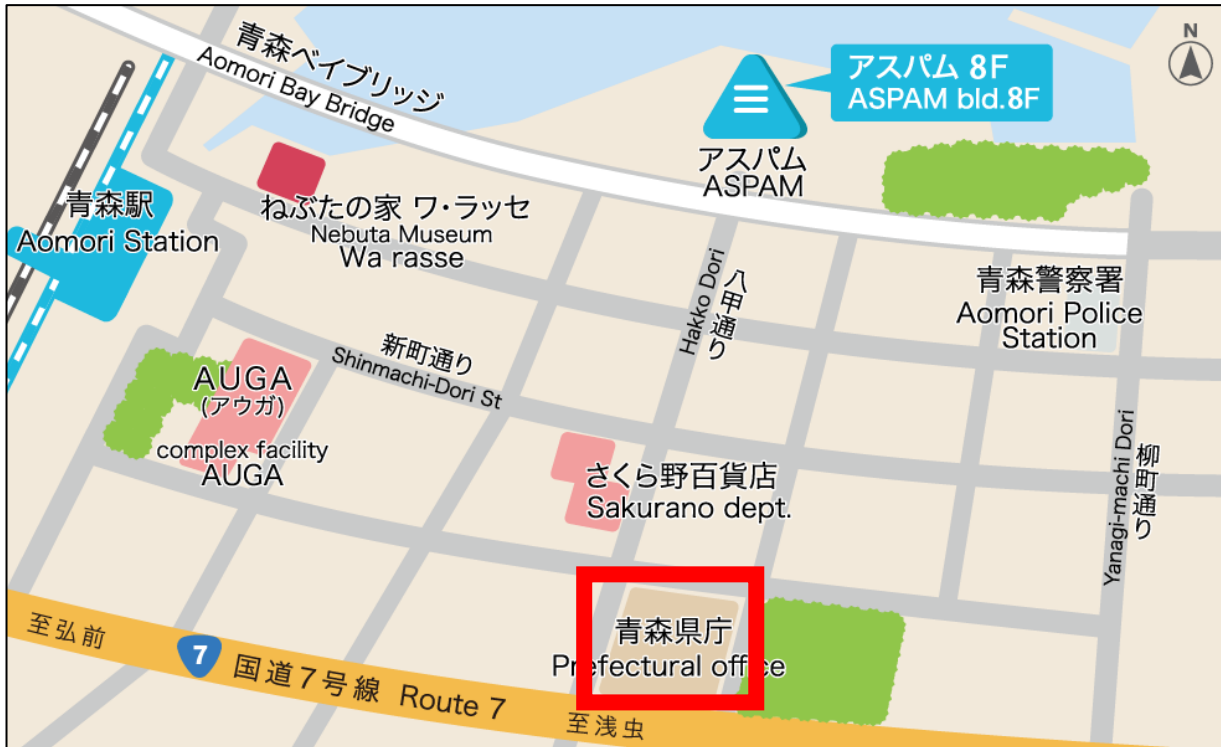 青森ベイブリッジ
Aomori Bay Bridge
アスパム 8F
ASPAM bld.8F
N
アスパム
ASPAM
青森駅
Aomori Station
ねぶたの家 ワ・ラッセ
Nebuta Museum
Wa rasse
八甲通り
Hakko Dori
青森警察署
Aomori Police
Station
新町通り
Shinmachi-Dori St
AUGA
(アウガ)
complex facility
AUGA
さくら野百貨店
Sakurano dept.
柳町通り
Yanagi-machi Dori
青森県庁
Prefectural office
至弘前
7
国道7号線 Route 7
至浅虫